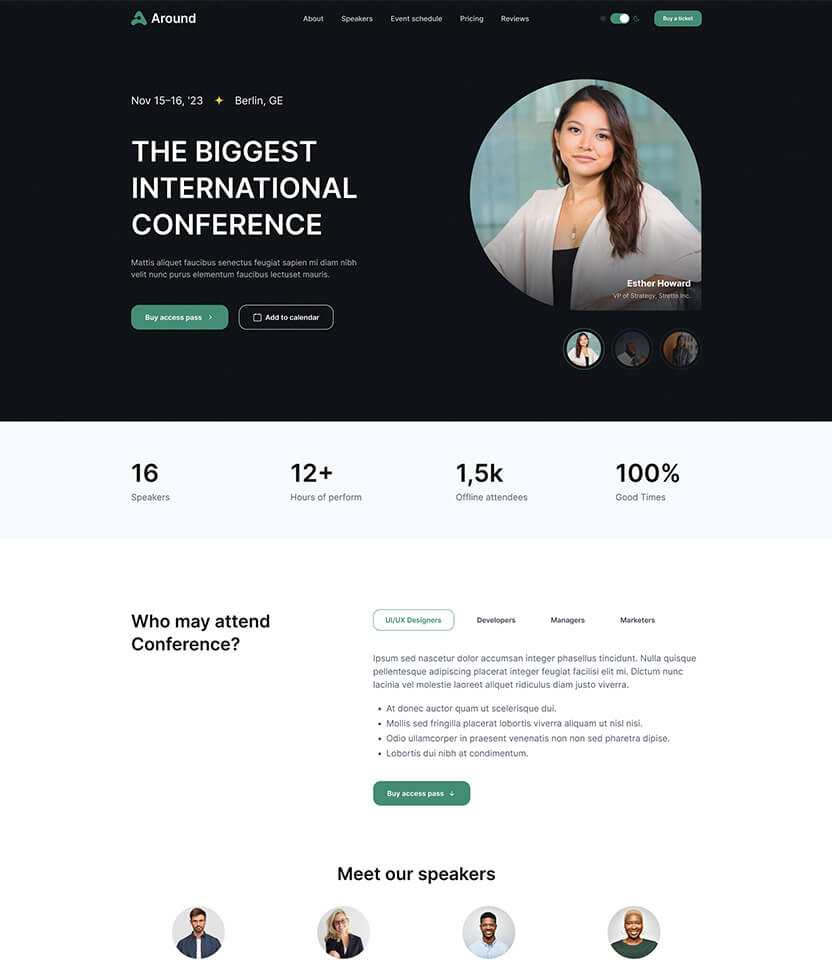 Around
About
Speakers
Event schedule
Pricing
Reviews
Buy a ticket
Nov 15–16, '23
Berlin, GE
THE BIGGEST
INTERNATIONAL
CONFERENCE
Mattis aliquet faucibus senectus feugiat sapien mi diam nibh
velit nunc purus elementum faucibus lectuset mauris.
Buy access pass
Add to calendar
Esther Howard
VP of Strategy, Stretto Inc.
16
Speakers
12+
Hours of perform
1,5k
Offline attendees
100%
Good Times
Who may attend
Conference?
UI/UX Designers
Developers
Managers
Marketers
Ipsum sed nascetur dolor accumsan integer phasellus tincidunt. Nulla quisque
pellentesque adipiscing placerat integer feugiat facilisi elit mi. Dictum nunc
lacinia vel molestie laoreet aliquet ridiculus diam justo viverra.
• At donec auctor quam ut scelerisque dui.
• Mollis sed fringilla placerat lobortis viverra aliquam ut nisl nisi.
• Odio ullamcorper in praesent venenatis non non sed pharetra dipise.
• Lobortis dui nibh at condimentum.
Buy access pass
Meet our speakers